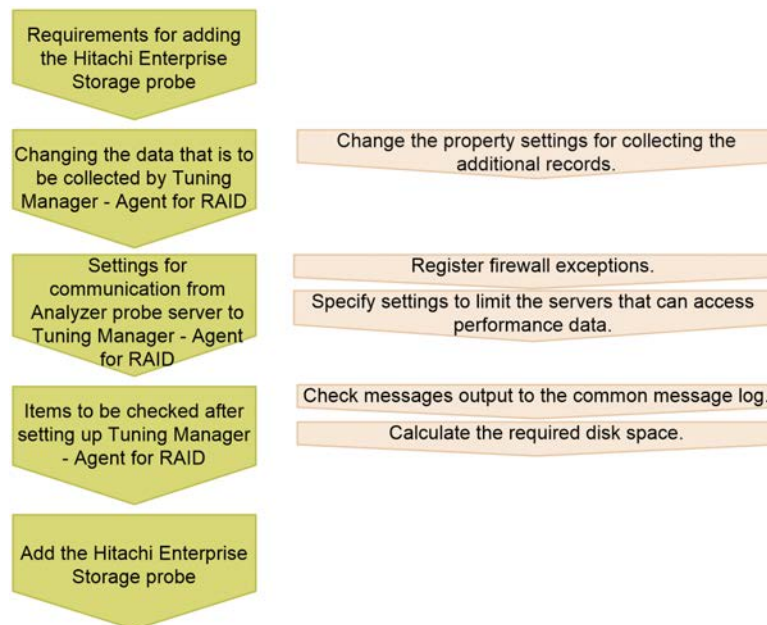 Requirements for adding
the Hitachi Enterprise
Storage probe
Changing the data that is to
be collected by Tuning
Manager - Agent for RAID
Change the property settings for collecting the
additional records.
Settings for
communication from
Analyzer probe server to
Tuning Manager - Agent
for RAID
Register firewall exceptions.
Specify settings to limit the servers that can access
performance data.
Items to be checked after
setting up Tuning Manager
- Agent for RAID
Check messages output to the common message log.
Calculate the required disk space.
Add the Hitachi Enterprise
Storage probe